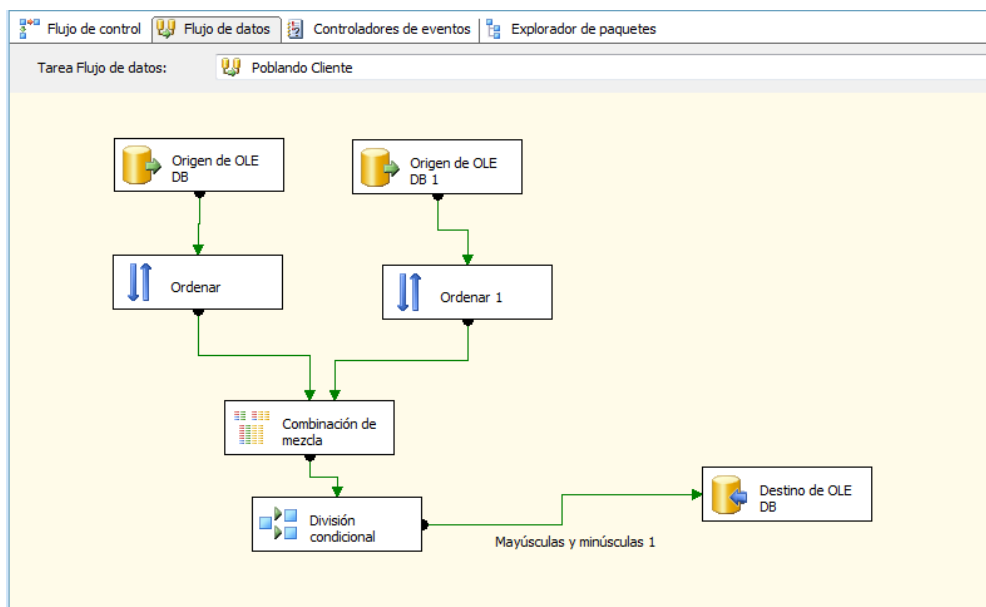 Flujo de control Flujo de datos Controladores de eventos Explorador de paquetes
Tarea Flujo de datos: Poblando Cliente
Origen de OLE
DB
Origen de OLE
DB 1
Ordenar
Ordenar 1
Combinación de
mezcla
División
condicional
Mayúsculas y minúsculas 1
Destino de OLE
DB